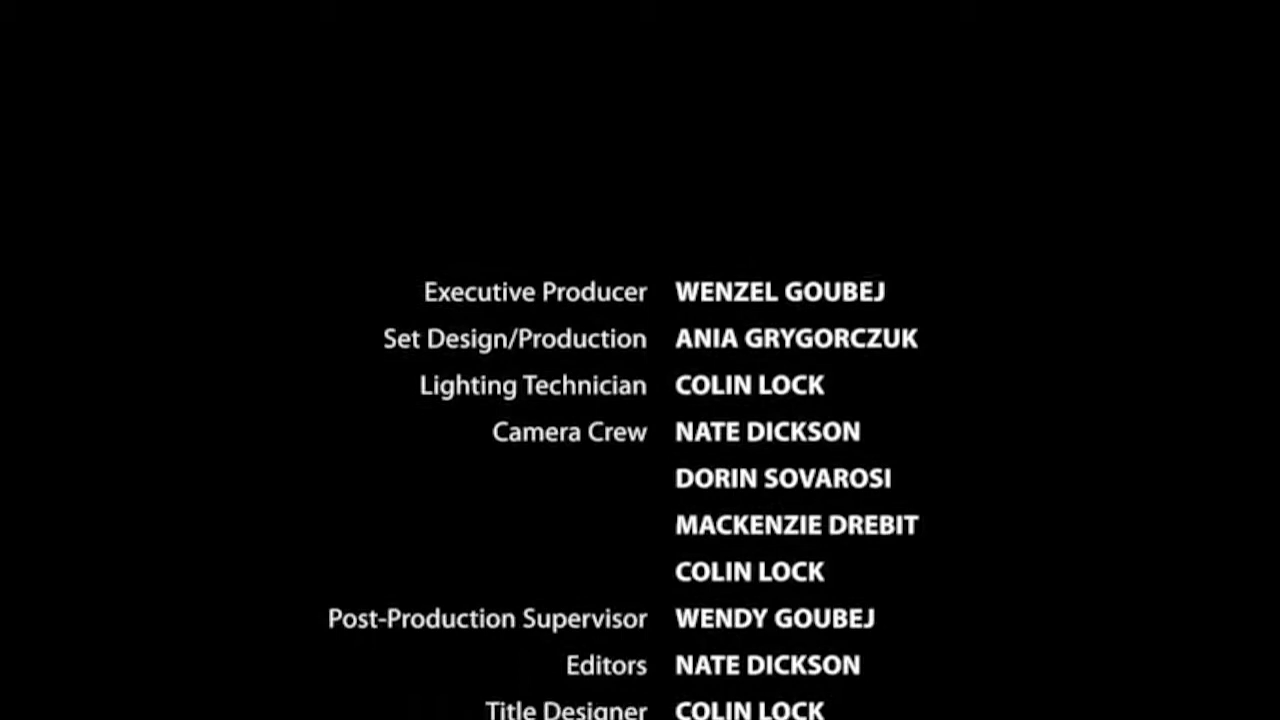 Executive Producer WENZEL GOUBEJ
Set Design/Production ANIA GRYGORCZUK
Lighting Technician COLIN LOCK
Camera Crew NATE DICKSON
DORIN SOVAROSI
MACKENZIE DREBIT
COLIN LOCK
Post-Production Supervisor WENDY GOUBEJ
Editors NATE DICKSON
Title Designer COLIN LOCK